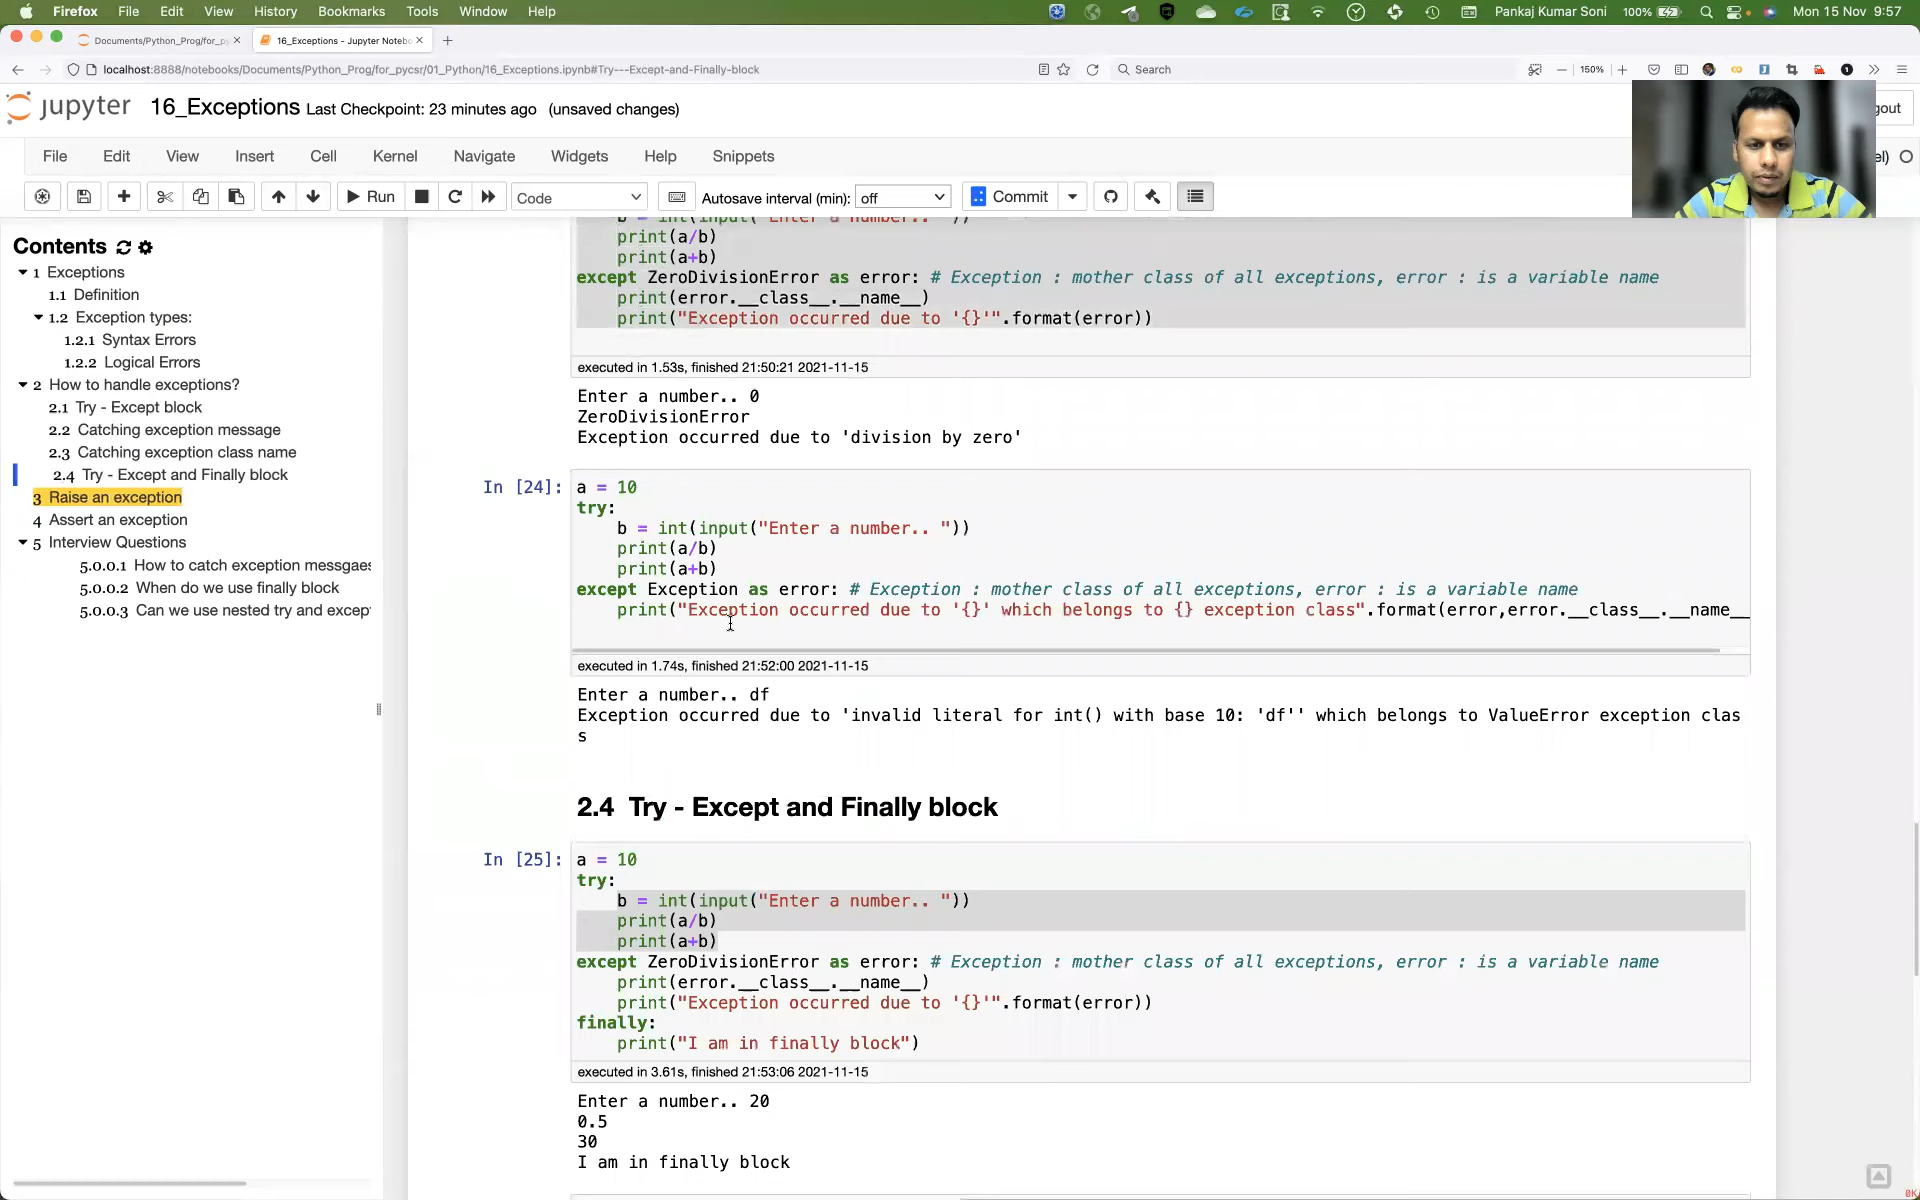 Firefox File Edit View History Bookmarks Tools Window Help Pankaj Kumar Soni 100% Mon 15 Nov 9:57
Documents/Python_Prog/for_p 16_Exceptions - Jupyter Notebo
localhost:8888/notebooks/Documents/Python_Prog/for_pycsr/01_Python/16_Exceptions.ipynb#Try---Except-and-Finally-block 150% Search
jupyter 16_Exceptions Last Checkpoint: 23 minutes ago (unsaved changes) gout
File Edit View Insert Cell Kernel Navigate Widgets Help Snippets el)
Run Code Autosave interval (min): off Commit
Contents
1 Exceptions
1.1 Definition
1.2 Exception types:
1.2.1 Syntax Errors
1.2.2 Logical Errors
2 How to handle exceptions?
2.1 Try - Except block
2.2 Catching exception message
2.3 Catching exception class name
2.4 Try - Except and Finally block
3 Raise an exception
4 Assert an exception
5 Interview Questions
5.0.0.1 How to catch exception messgaes
5.0.0.2 When do we use finally block
5.0.0.3 Can we use nested try and excep
b = int(input("Enter a number.. "))
print(a/b)
print(a+b)
except ZeroDivisionError as error: # Exception : mother class of all exceptions, error : is a variable name
print(error.__class__.__name__)
print("Exception occurred due to '{}'".format(error))
executed in 1.53s, finished 21:50:21 2021-11-15
Enter a number.. 0
ZeroDivisionError
Exception occurred due to 'division by zero'
In [24]: a = 10
try:
b = int(input("Enter a number.. "))
print(a/b)
print(a+b)
except Exception as error: # Exception : mother class of all exceptions, error : is a variable name
print("Exception occurred due to '{}' which belongs to {} exception class".format(error,error.__class__.__name__
executed in 1.74s, finished 21:52:00 2021-11-15
Enter a number.. df
Exception occurred due to 'invalid literal for int() with base 10: 'df'' which belongs to ValueError exception clas
s
2.4 Try - Except and Finally block
In [25]: a = 10
try:
b = int(input("Enter a number.. "))
print(a/b)
print(a+b)
except ZeroDivisionError as error: # Exception : mother class of all exceptions, error : is a variable name
print(error.__class__.__name__)
print("Exception occurred due to '{}'".format(error))
finally:
print("I am in finally block")
executed in 3.61s, finished 21:53:06 2021-11-15
Enter a number.. 20
0.5
30
I am in finally block